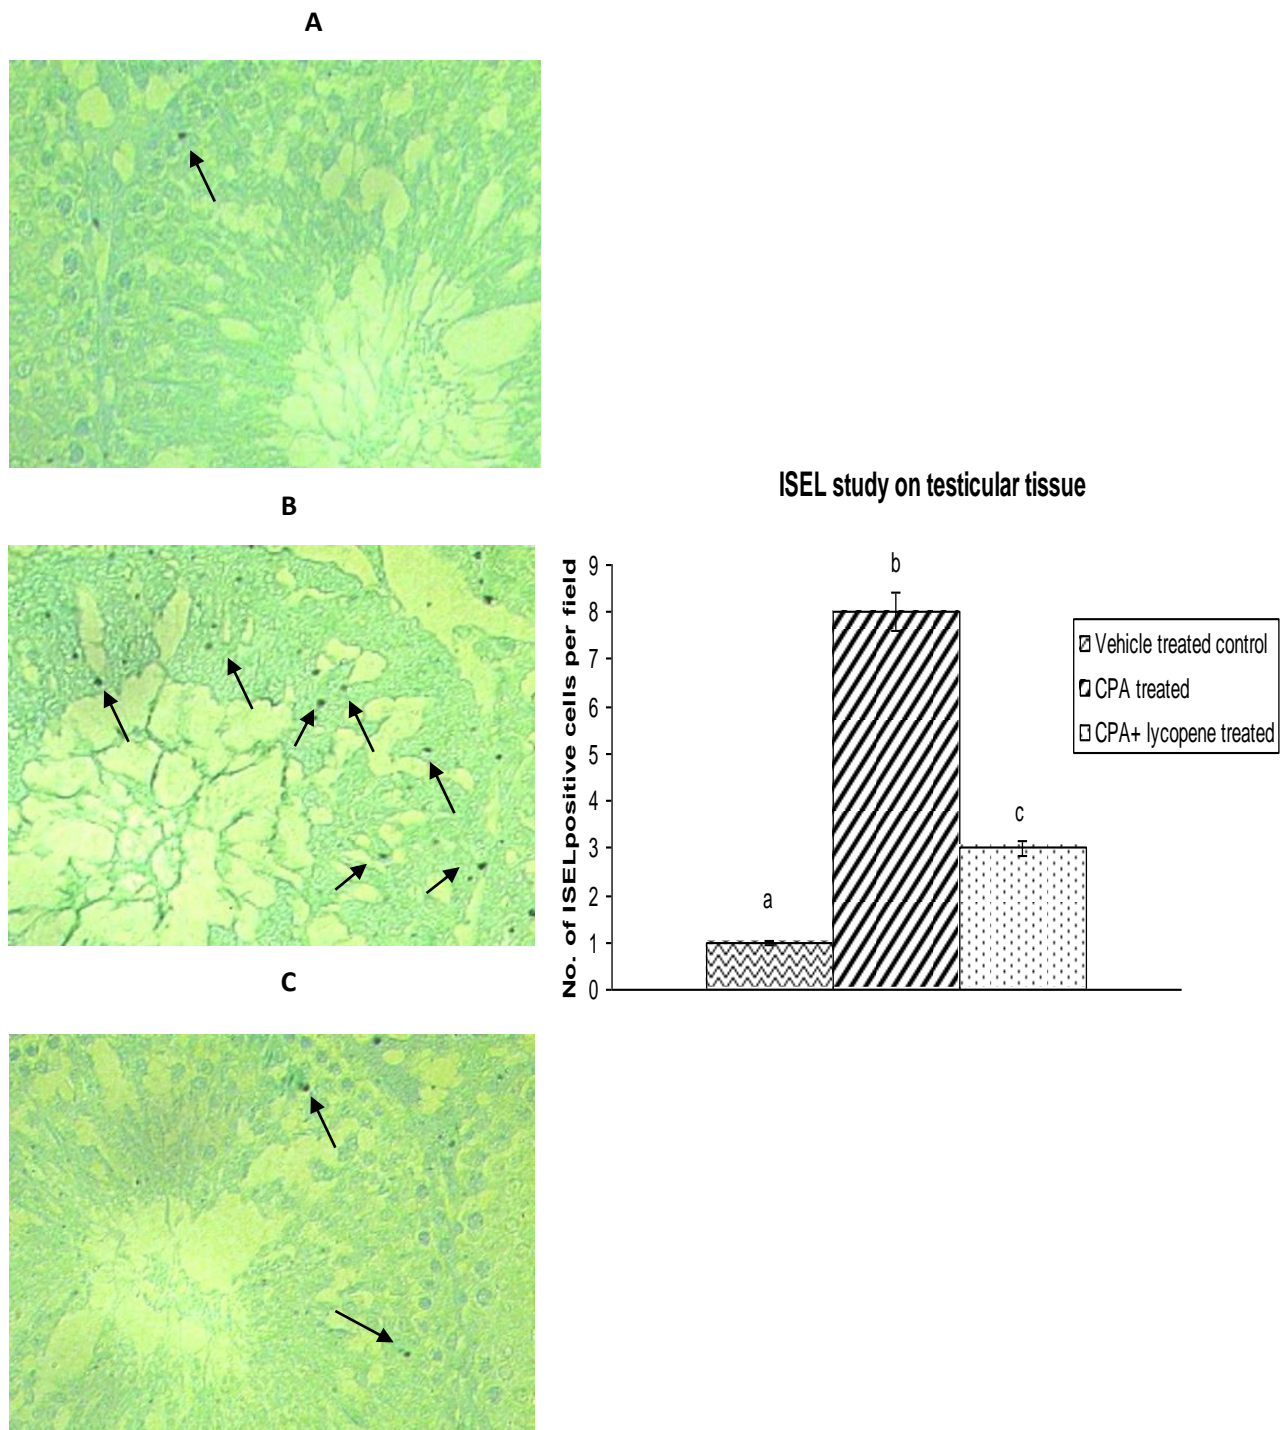 A
B
C
ISEL study on testicular tissue
No. of ISELpositive cells per field
9
8
7
6
5
4
3
2
1
0
a
b
c
Vehicle treated control
CPA treated
CPA+ lycopene treated